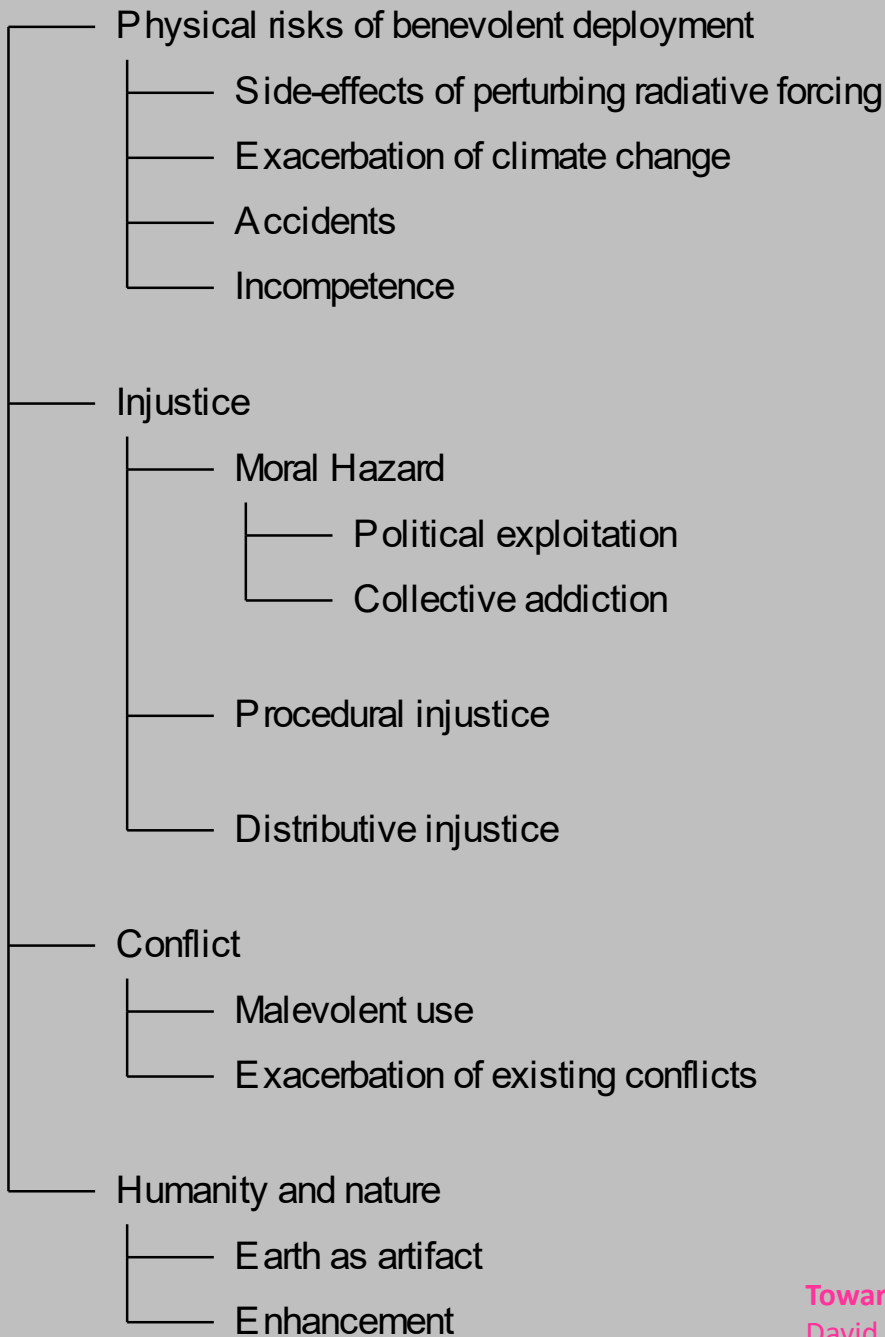 Physical risks of benevolent deployment
Side-effects of perturbing radiative forcing
Exacerbation of climate change
Accidents
Incompetence
Injustice
Moral Hazard
Political exploitation
Collective addiction
Procedural injustice
Distributive injustice
Conflict
Malevolent use
Exacerbation of existing conflicts
Humanity and nature
Earth as artifact
Enhancement
David